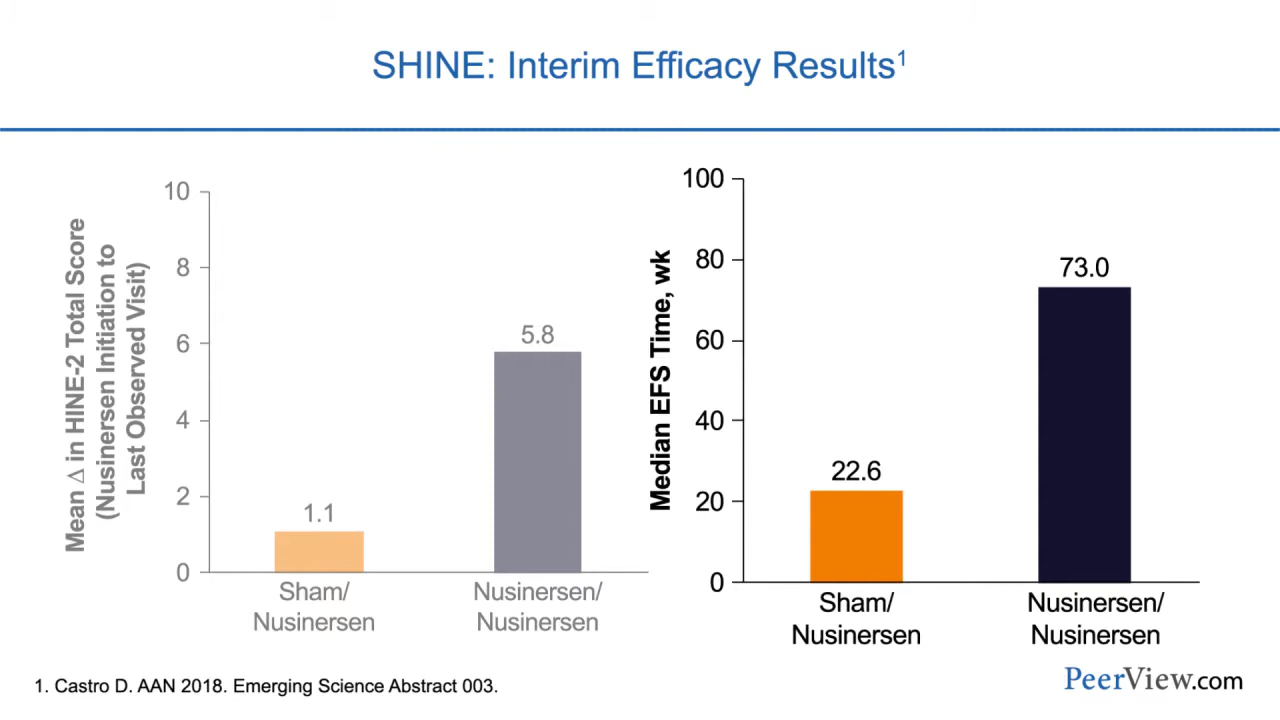 SHINE: Interim Efficacy Results1
Mean Δ in HINE-2 Total Score
(Nusinersen Initiation to
Last Observed Visit)
10
8
6
4
2
0
1.1
5.8
Sham/
Nusinersen
Nusinersen/
Nusinersen
Median EFS Time, wk
100
80
60
40
20
0
22.6
73.0
Sham/
Nusinersen
Nusinersen/
Nusinersen
1. Castro D. AAN 2018. Emerging Science Abstract 003.
PeerView.com